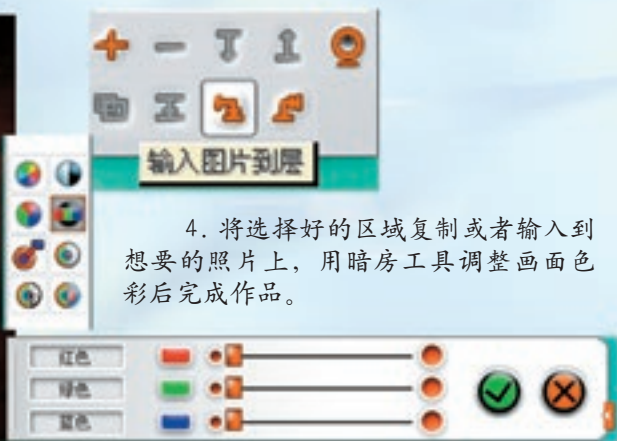 输入图片到层
4. 将选择好的区域复制或者输入到
想要的照片上，用暗房工具调整画面色
彩后完成作品。
红色
绿色
蓝色